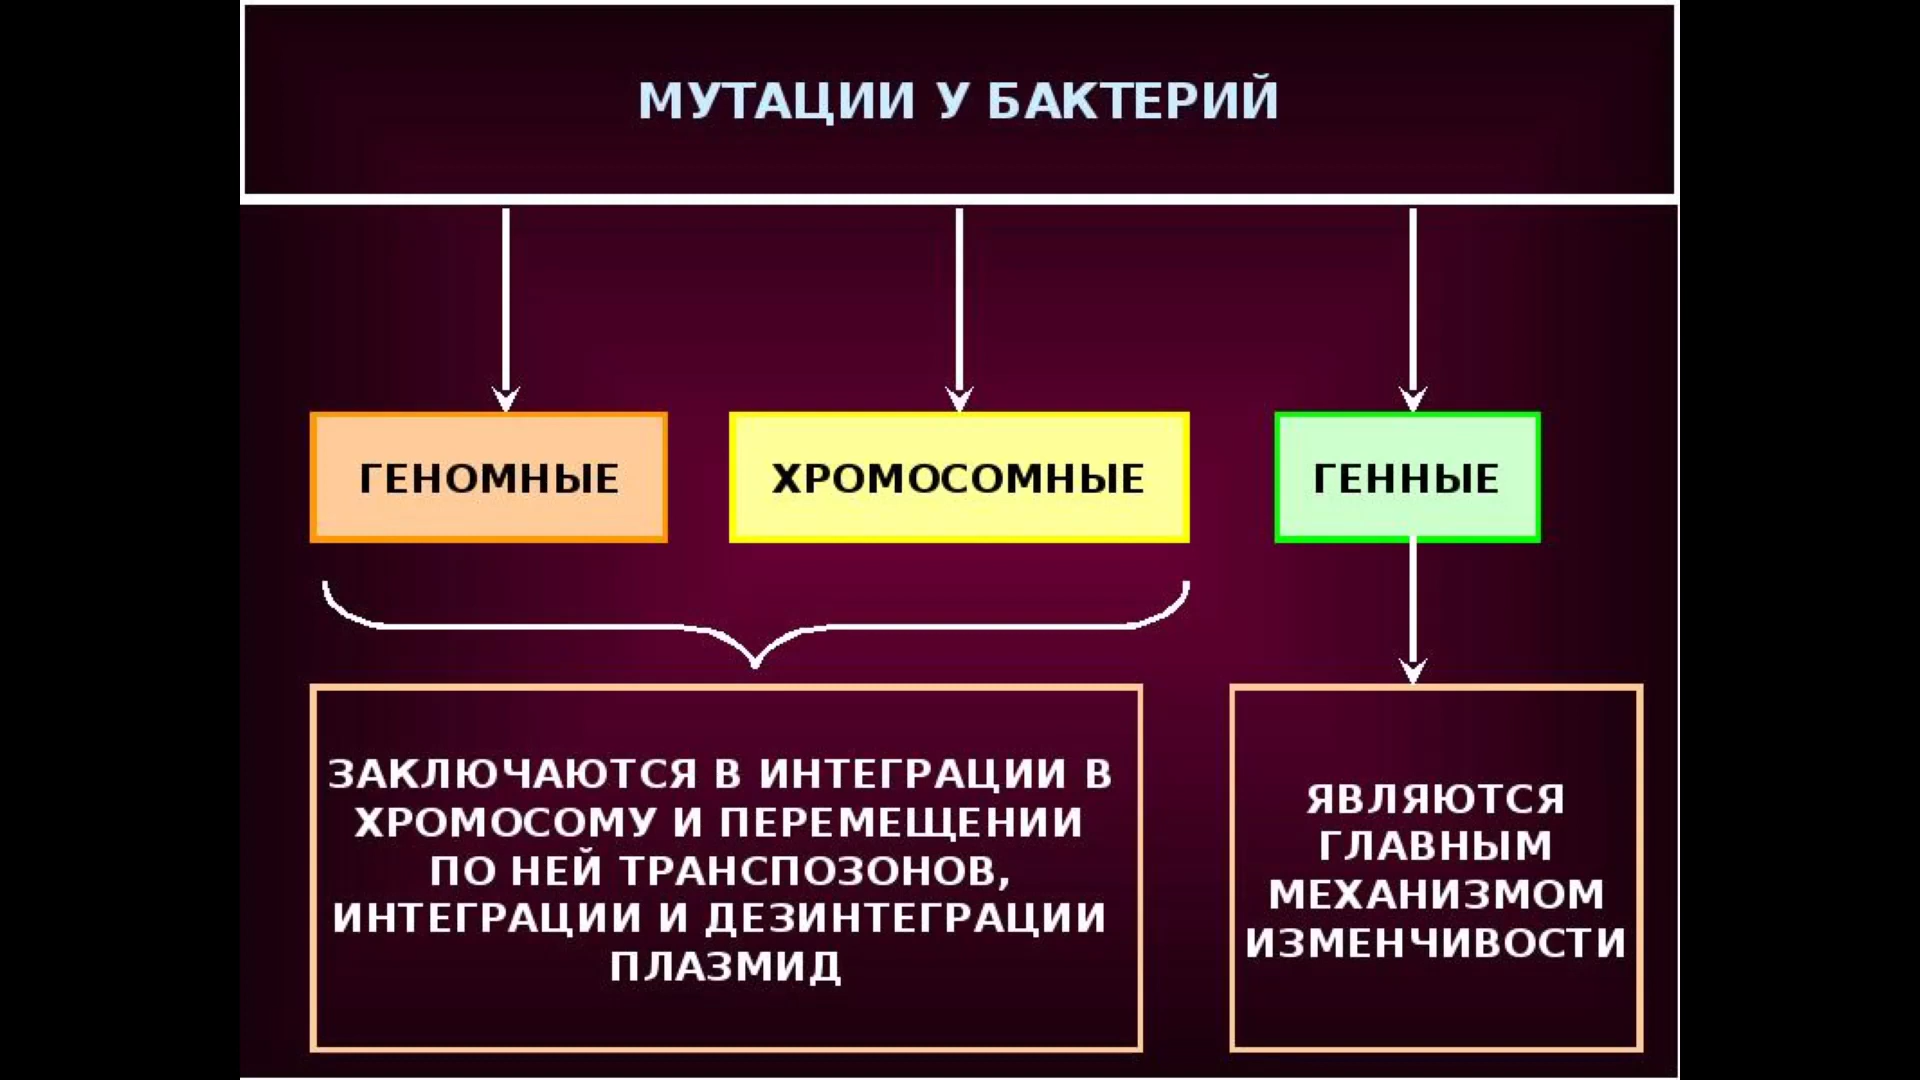 МУТАЦИИ У БАКТЕРИЙ
ГЕНОМНЫЕ
ХРОМОСОМНЫЕ
ГЕННЫЕ
ЗАКЛЮЧАЮТСЯ В ИНТЕГРАЦИИ В
ХРОМОСОМУ И ПЕРЕМЕЩЕНИИ
ПО НЕЙ ТРАНСПОЗОНОВ,
ИНТЕГРАЦИИ И ДЕЗИНТЕГРАЦИИ
ПЛАЗМИД
ЯВЛЯЮТСЯ
ГЛАВНЫМ
МЕХАНИЗМОМ
ИЗМЕНЧИВОСТИ